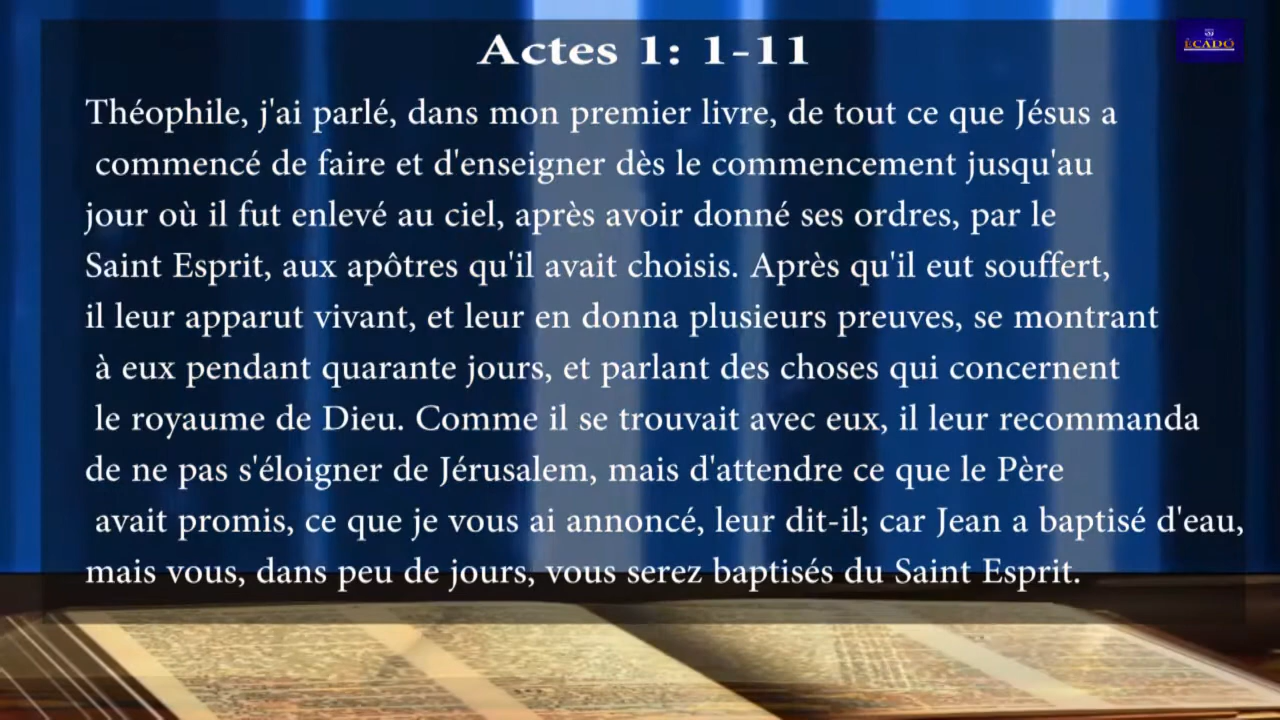 Actes 1: 1-11
ÉCADÓ
Théophile, j'ai parlé, dans mon premier livre, de tout ce que Jésus a
commencé de faire et d'enseigner dès le commencement jusqu'au
jour où il fut enlevé au ciel, après avoir donné ses ordres, par le
Saint Esprit, aux apôtres qu'il avait choisis. Après qu'il eut souffert,
il leur apparut vivant, et leur en donna plusieurs preuves, se montrant
à eux pendant quarante jours, et parlant des choses qui concernent
le royaume de Dieu. Comme il se trouvait avec eux, il leur recommanda
de ne pas s'éloigner de Jérusalem, mais d'attendre ce que le Père
avait promis, ce que je vous ai annoncé, leur dit-il; car Jean a baptisé d'eau,
mais vous, dans peu de jours, vous serez baptisés du Saint Esprit.